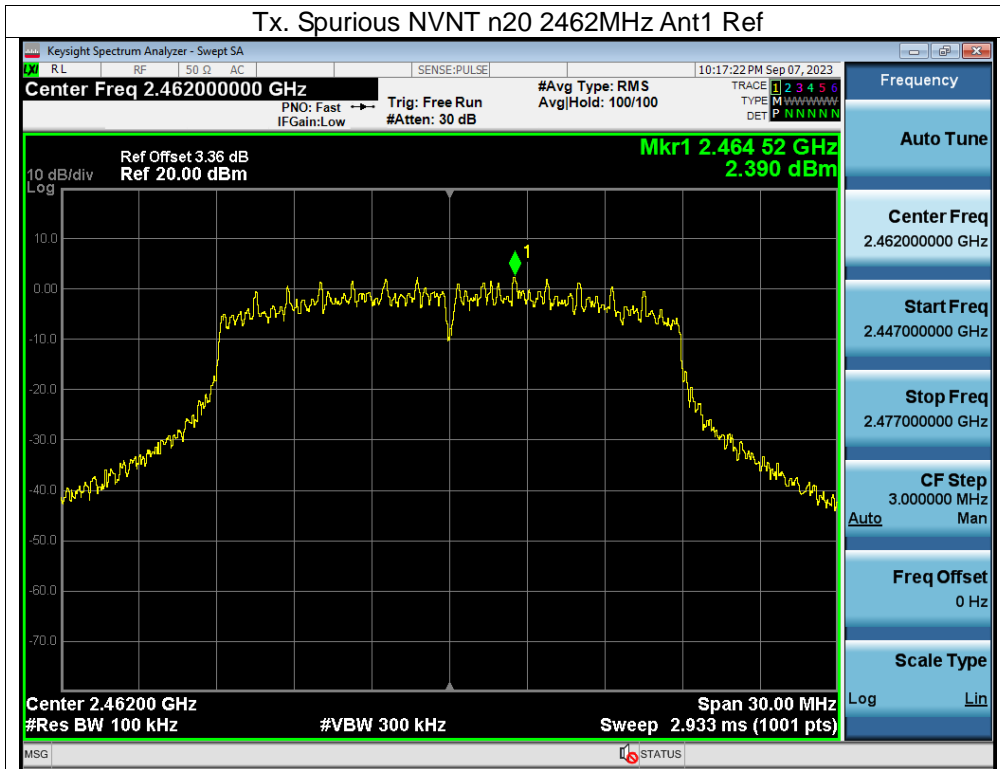 Tx. Spurious NVNT n20 2462MHz Ant1 Ref
Keysight Spectrum Analyzer - Swept SA
LXI RL RF 50 Ω AC SENSE:PULSE 10:17:22 PM Sep 07, 2023
Center Freq 2.462000000 GHz
PNO: Fast
IFGain:Low
Trig: Free Run
#Atten: 30 dB
#Avg Type: RMS
Avg|Hold: 100/100
TRACE 1 2 3 4 5 6
TYPE M WWWWW
DET P N N N N N
Ref Offset 3.36 dB
Ref 20.00 dBm
10 dB/div
Log
Mkr1 2.464 52 GHz
2.390 dBm
1
10.0
0.00
-10.0
-20.0
-30.0
-40.0
-50.0
-60.0
-70.0
Center 2.46200 GHz
Span 30.00 MHz
#Res BW 100 kHz
#VBW 300 kHz
Sweep 2.933 ms (1001 pts)
MSG
STATUS
Frequency
Auto Tune
Center Freq
2.462000000 GHz
Start Freq
2.447000000 GHz
Stop Freq
2.477000000 GHz
CF Step
3.000000 MHz
Auto Man
Freq Offset
0 Hz
Scale Type
Log Lin